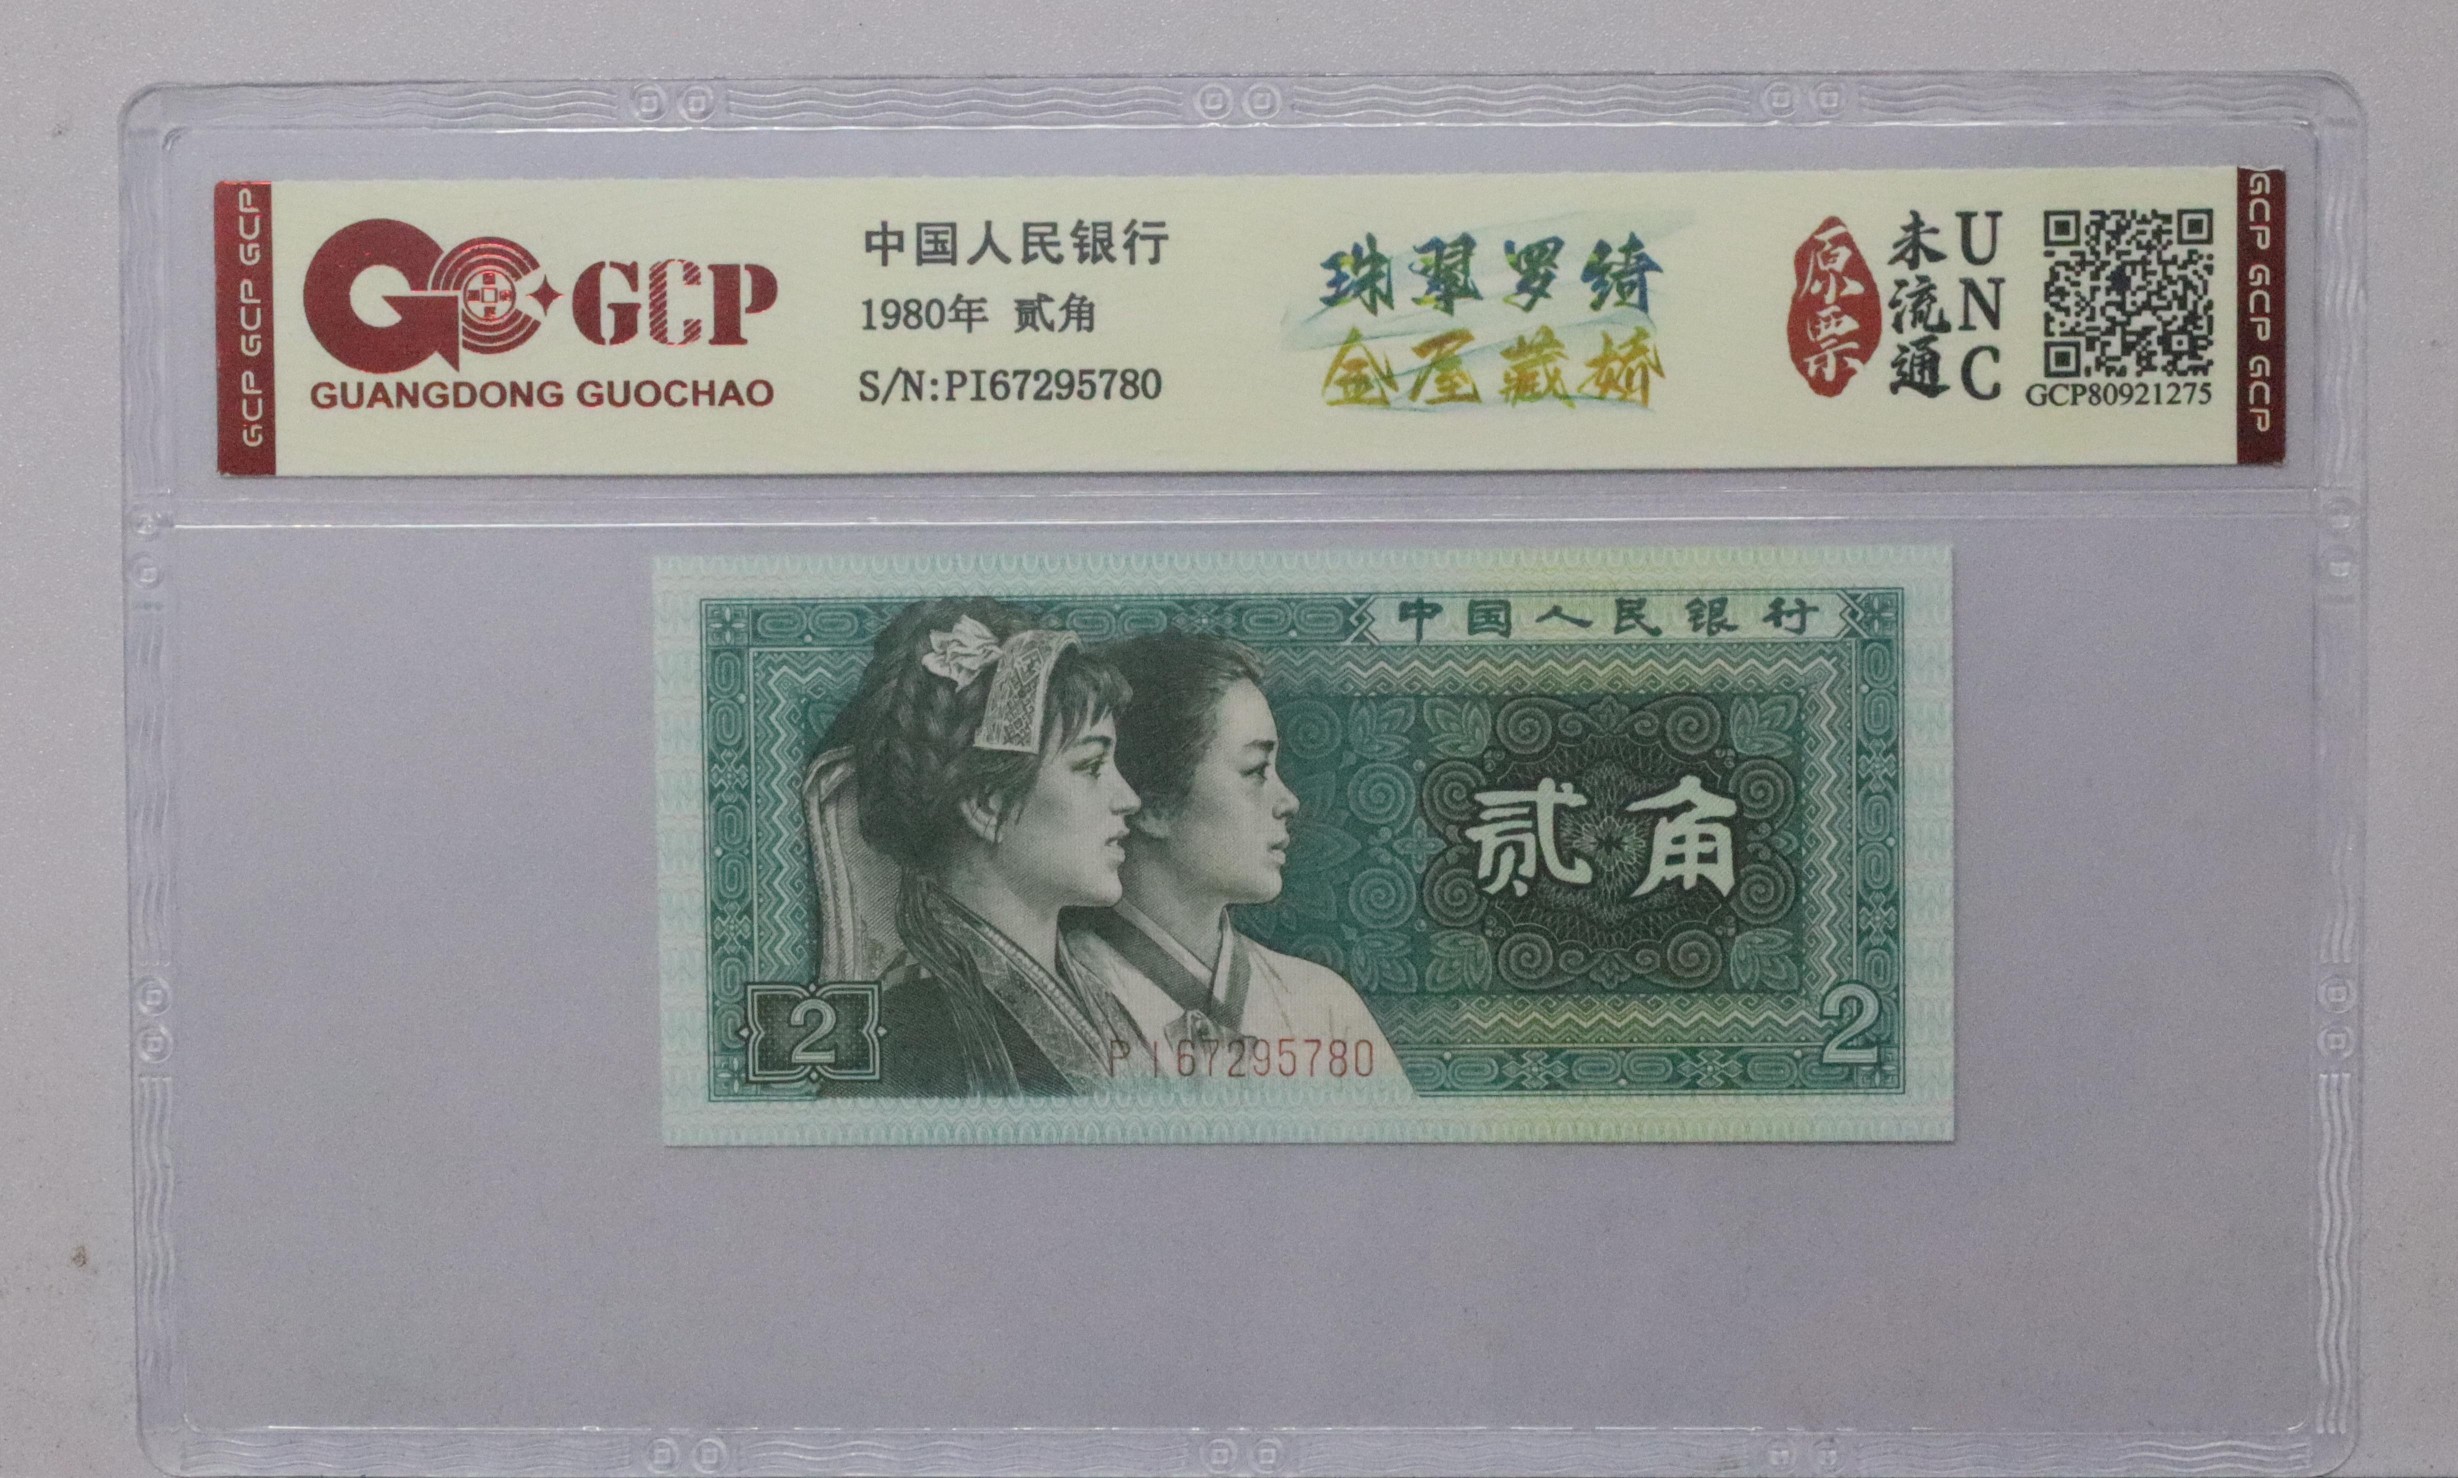 GCP GCP GCP
GCP
GUANGDONG GUOCHAO
中国人民银行
1980年 贰角
S/N:PI67295780
珠翠罗绮
金屋藏娇
原票
未流通
UNC
GCP80921275
GCP GCP GCP
中国人民银行
贰角
2
2
PI67295780